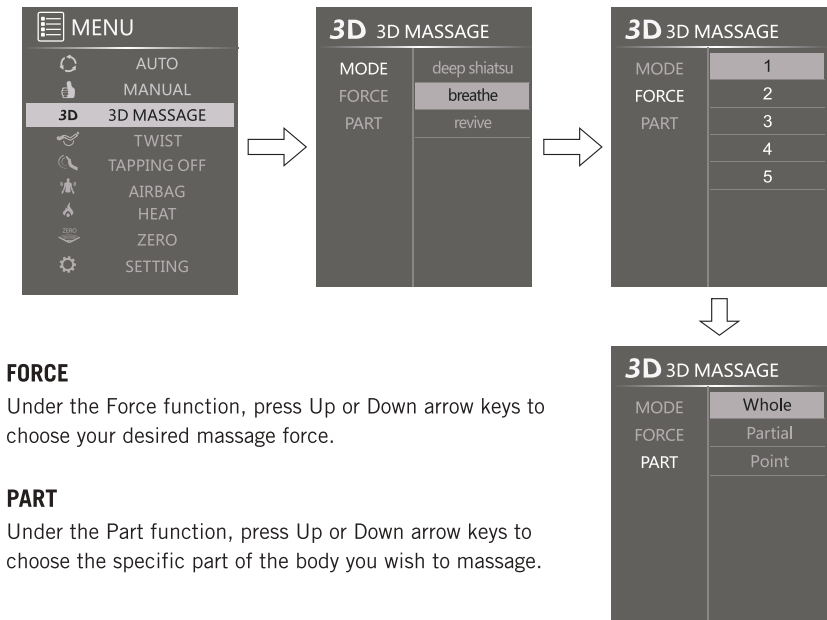 MENU
AUTO
MANUAL
3D 3D MASSAGE
TWIST
TAPPING OFF
AIRBAG
HEAT
ZERO ZERO
SETTING
3D 3D MASSAGE
MODE deep shiatsu
FORCE breathe
PART revive
3D 3D MASSAGE
MODE 1
FORCE 2
PART 3
4
5
3D 3D MASSAGE
MODE Whole
FORCE Partial
PART Point
FORCE
Under the Force function, press Up or Down arrow keys to
choose your desired massage force.
PART
Under the Part function, press Up or Down arrow keys to
choose the specific part of the body you wish to massage.